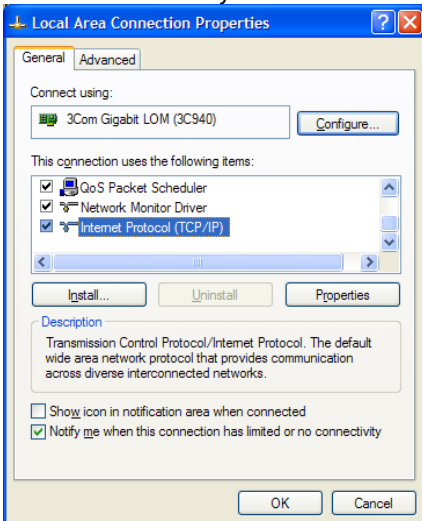 Local Area Connection Properties
General Advanced
Connect using:
3Com Gigabit LOM (3C940)
Configure...
This connection uses the following items:
QoS Packet Scheduler
Network Monitor Driver
Internet Protocol (TCP/IP)
Install... Uninstall Properties
Description
Transmission Control Protocol/Internet Protocol. The default
wide area network protocol that provides communication
across diverse interconnected networks.
Show icon in notification area when connected
Notify me when this connection has limited or no connectivity
OK Cancel